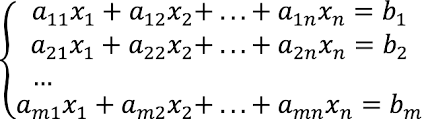 a₁₁x₁ + a₁₂x₂+ . . . + a₁ₙxₙ = b₁
a₂₁x₁ + a₂₂x₂+ . . . + a₂ₙxₙ = b₂
...
aₘ₁x₁ + aₘ₂x₂+ . . . + aₘₙxₙ = bₘ